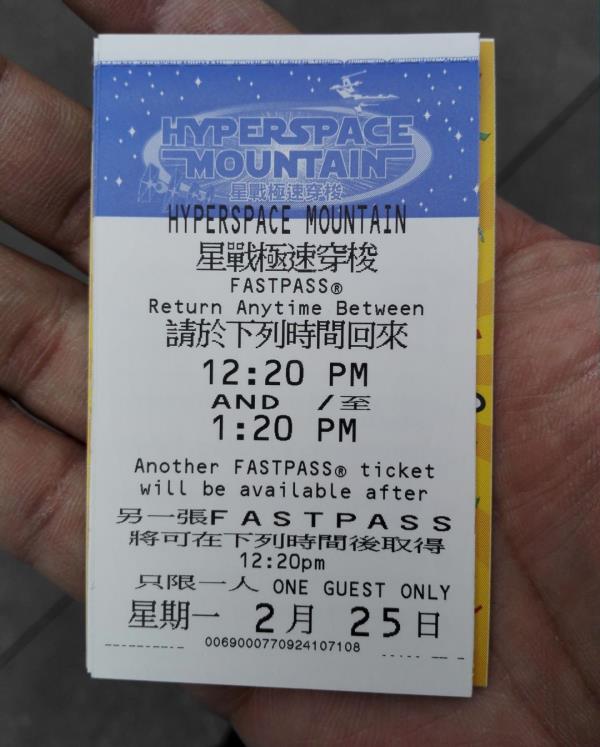 HYPERSPACE
MOUNTAIN
星戰極速穿梭
HYPERSPACE MOUNTAIN
星戰極速穿梭
FASTPASS®
Return Anytime Between
請於下列時間回來
12:20 PM
AND /至
1:20 PM
Another FASTPASS® ticket
will be available after
另一張FASTPASS
將可在下列時間後取得
12:20pm
只限一人 ONE GUEST ONLY
星期一 2月 25日
0069000770924107108